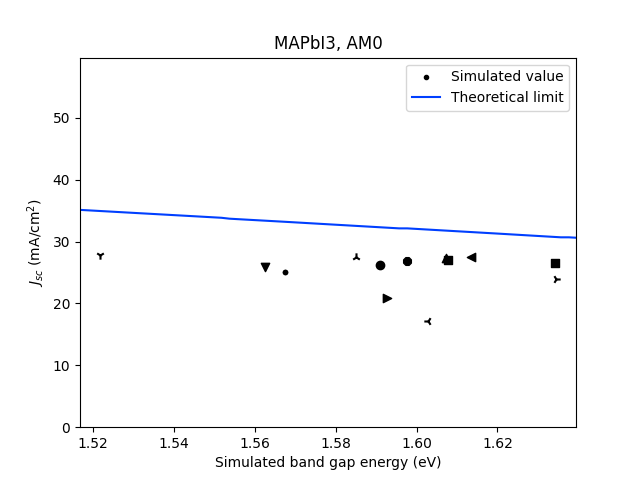 MAPbI3, AM0
Simulated value
Theoretical limit
50
40
30
20
10
0
J_sc (mA/cm²)
1.52 1.54 1.56 1.58 1.60 1.62
Simulated band gap energy (eV)